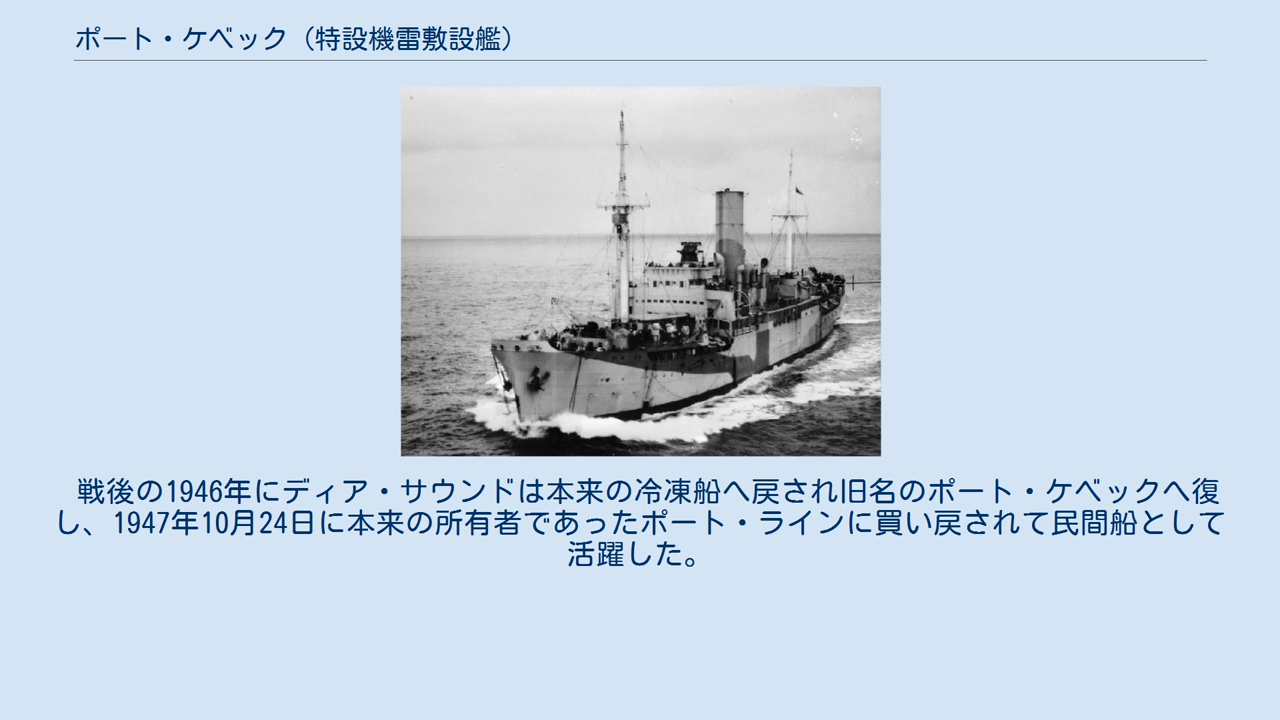 ポート・ケベック（特設機雷敷設艦）
戦後の1946年にディア・サウンドは本来の冷凍船へ戻され旧名のポート・ケベックへ復
し、1947年10月24日に本来の所有者であったポート・ラインに買い戻されて民間船として
活躍した。